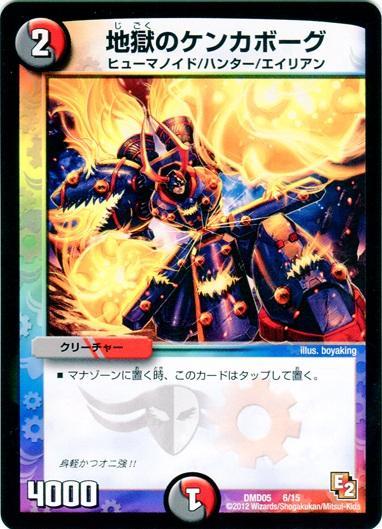 2
じごく
地獄のケンカボーグ
ヒューマノイド/ハンター/エイリアン
illus. boyaking
クリーチャー
■ マナゾーンに置く時、このカードはタップして置く。
身軽かつオニ強!!
4000
1
DMD05 6/15
©2012 Wizards/Shogakukan/Mitsui-Kids
E2